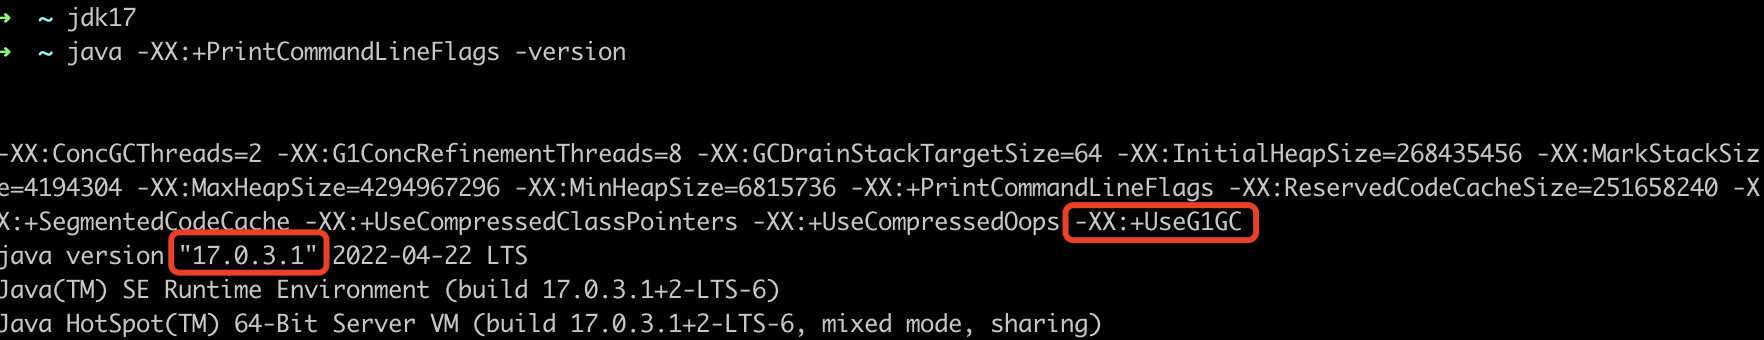 → ~ jdk17
→ ~ java -XX:+PrintCommandLineFlags -version
-XX:ConcGCThreads=2 -XX:G1ConcRefinementThreads=8 -XX:GCDrainStackTargetSize=64 -XX:InitialHeapSize=268435456 -XX:MarkStackSiz
e=4194304 -XX:MaxHeapSize=4294967296 -XX:MinHeapSize=6815736 -XX:+PrintCommandLineFlags -XX:ReservedCodeCacheSize=251658240 -X
X:+SegmentedCodeCache -XX:+UseCompressedClassPointers -XX:+UseCompressedOops -XX:+UseG1GC
java version "17.0.3.1" 2022-04-22 LTS
Java(TM) SE Runtime Environment (build 17.0.3.1+2-LTS-6)
Java HotSpot(TM) 64-Bit Server VM (build 17.0.3.1+2-LTS-6, mixed mode, sharing)